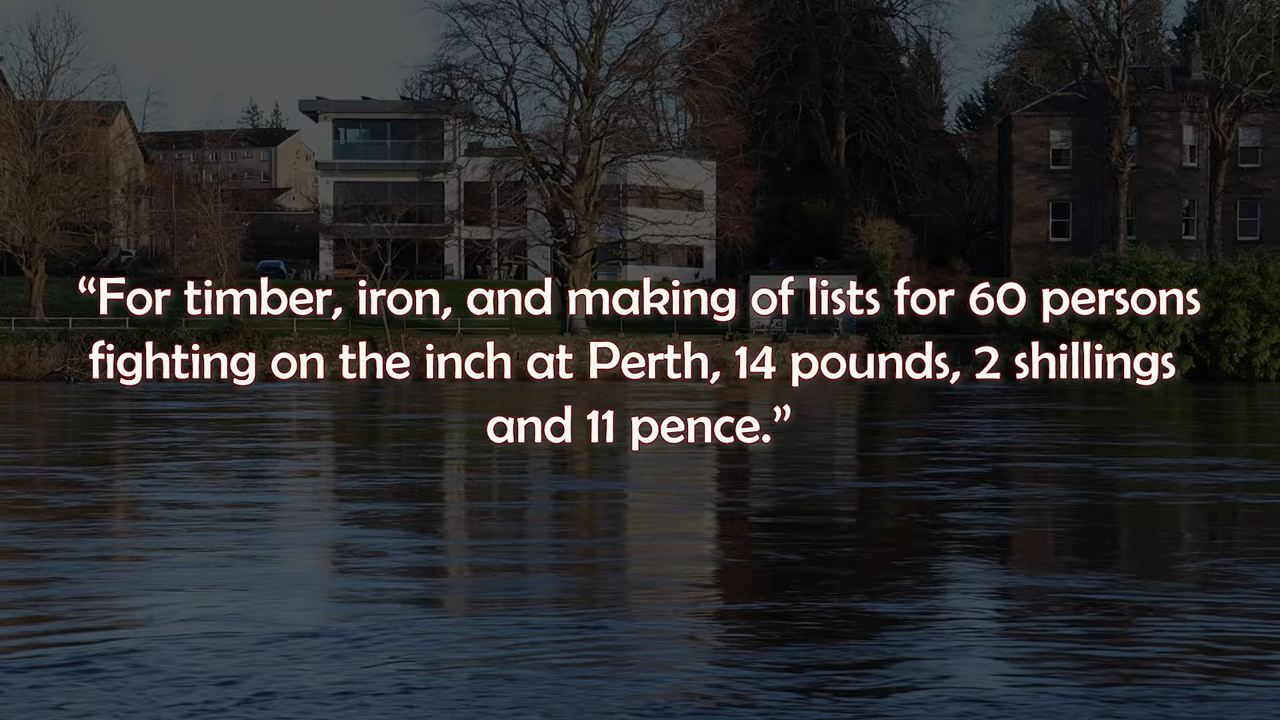 “For timber, iron, and making of lists for 60 persons
fighting on the inch at Perth, 14 pounds, 2 shillings
and 11 pence.”